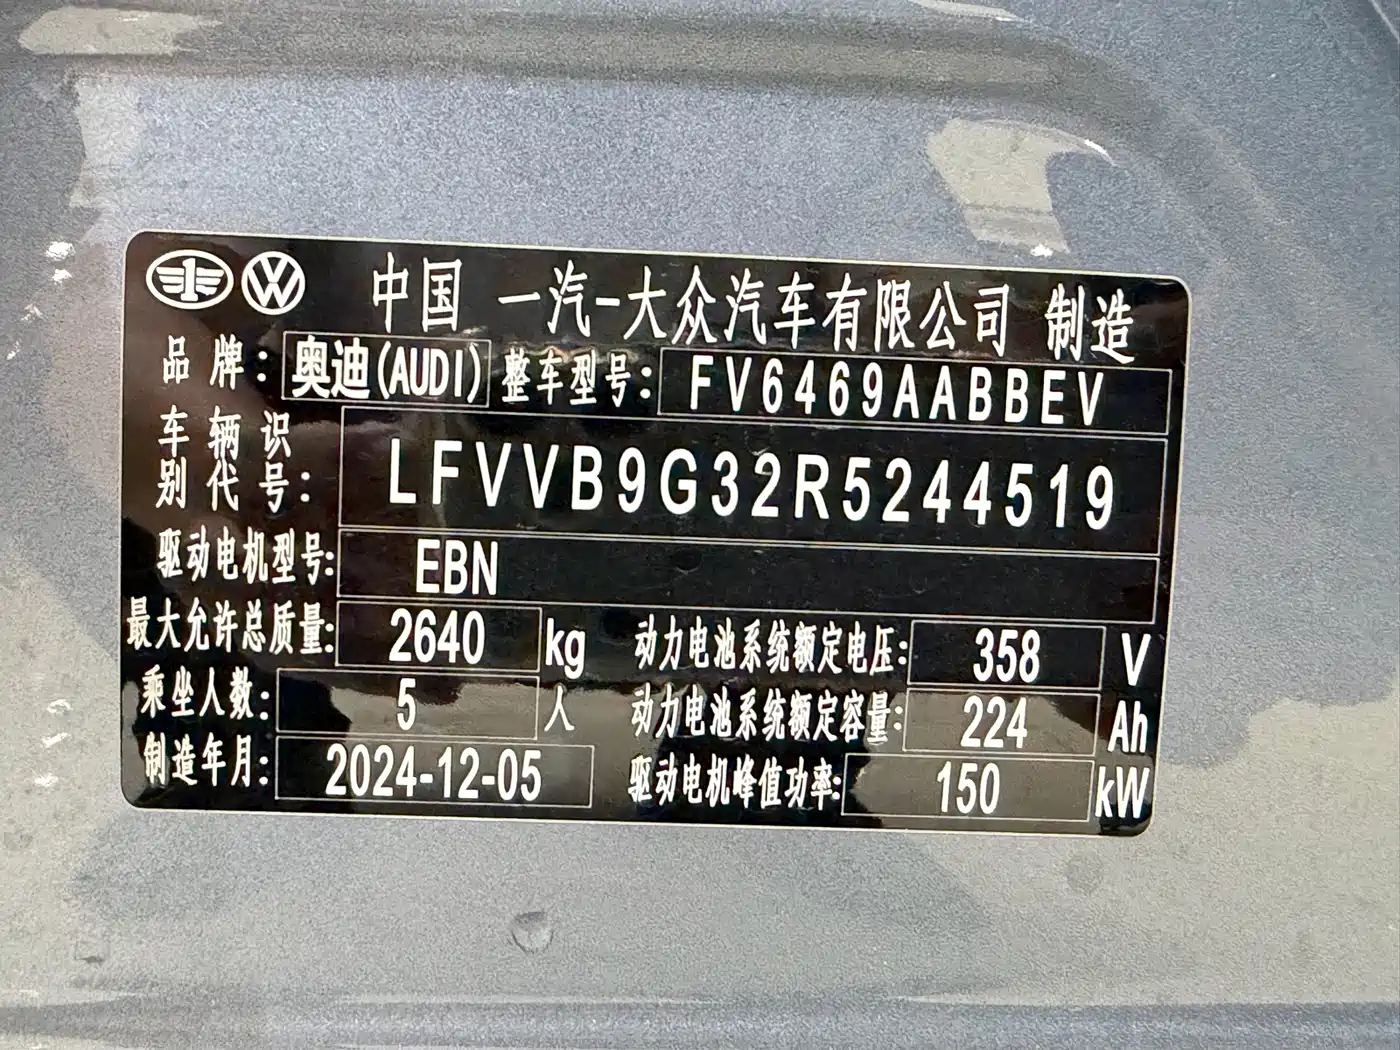 中国 一汽-大众汽车有限公司 制造
品牌: 奥迪(AUDI) 整车型号: FV6469AABBEV
车辆识
别代号: LFVVB9G32R5244519
驱动电机型号: EBN
最大允许总质量: 2640 kg 动力电池系统额定电压: 358 V
乘坐人数: 5 人 动力电池系统额定容量: 224 Ah
制造年月: 2024-12-05 驱动电机峰值功率: 150 kW